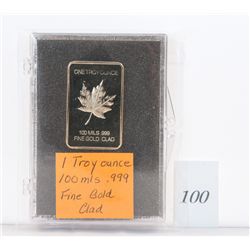 ONE TROY OUNCE
100 MILS .999
FINE GOLD CLAD
1 Troy ounce
100 mls .999
Fine Gold
Clad
100